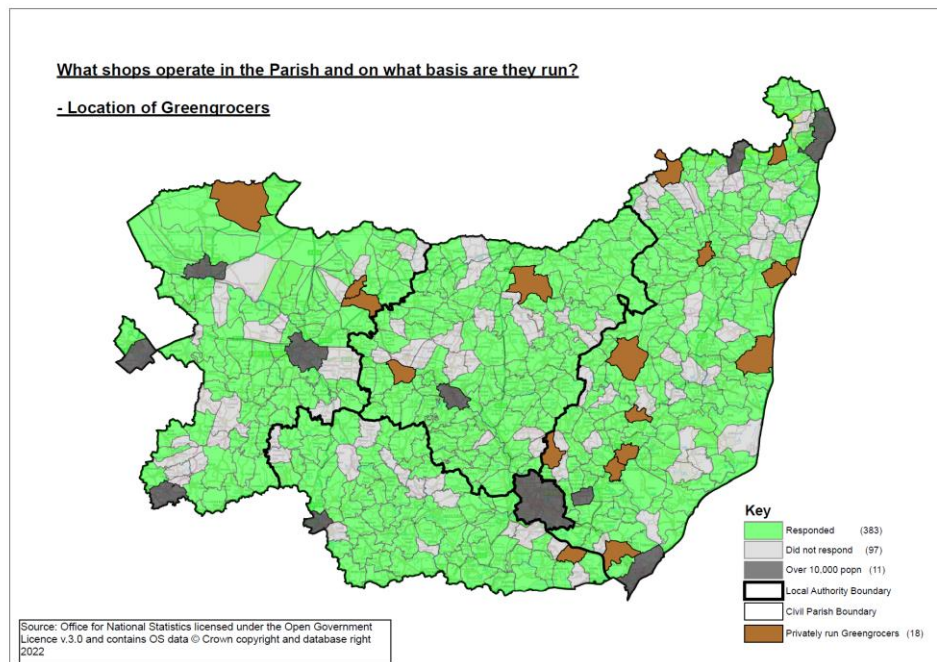 What shops operate in the Parish and on what basis are they run?
- Location of Greengrocers
Key
Responded (383)
Did not respond (97)
Over 10,000 popn (11)
Local Authority Boundary
Civil Parish Boundary
Privately run Greengrocers (18)
Source: Office for National Statistics licensed under the Open Government
Licence v.3.0 and contains OS data © Crown copyright and database right
2022